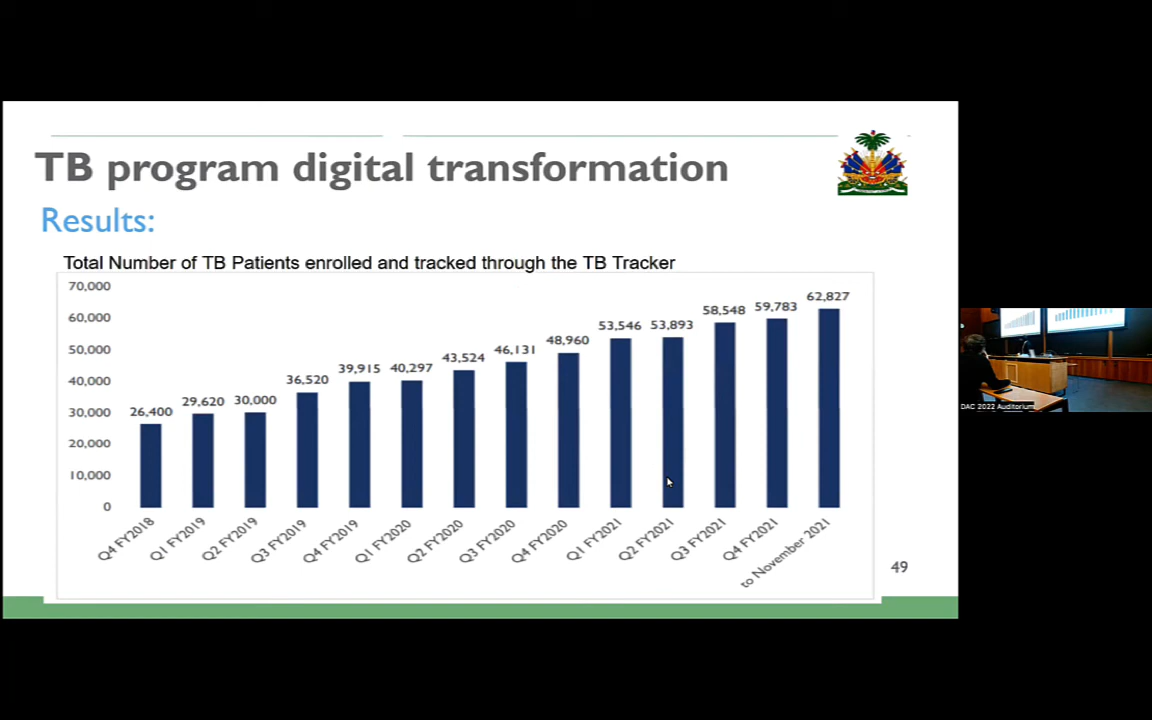 TB program digital transformation
Results:
Total Number of TB Patients enrolled and tracked through the TB Tracker
70,000
60,000
50,000
40,000
30,000
20,000
10,000
0
26,400
29,620
30,000
36,520
39,915
40,297
43,524
46,131
48,960
53,546
53,893
58,548
59,783
62,827
Q4 FY2018
Q1 FY2019
Q2 FY2019
Q3 FY2019
Q4 FY2019
Q1 FY2020
Q2 FY2020
Q3 FY2020
Q4 FY2020
Q1 FY2021
Q2 FY2021
Q3 FY2021
Q4 FY2021
to November 2021
49
DAC 2022 Auditorium